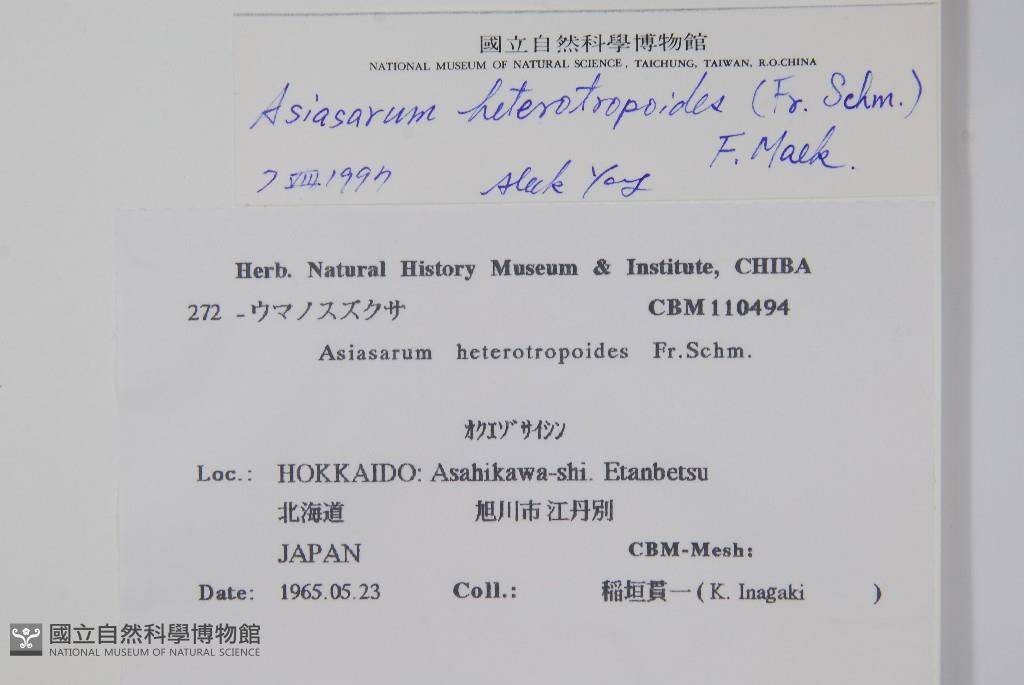 國立自然科學博物館
NATIONAL MUSEUM OF NATURAL SCIENCE, TAICHUNG, TAIWAN, R.O.CHINA
Asiasarum heterotropoides (Fr. Schm.)
F. Maek.
7 VIII. 1997 Aleck Yang
Herb. Natural History Museum & Institute, CHIBA
272 -ウマノスズクサ CBM 110494
Asiasarum heterotropoides Fr.Schm.
ｵｸｴｿﾞｻｲｼﾝ
Loc.: HOKKAIDO: Asahikawa-shi. Etanbetsu
北海道 旭川市 江丹別
JAPAN CBM-Mesh:
Date: 1965.05.23 Coll.: 稲垣貫一 ( K. Inagaki )
國立自然科學博物館
NATIONAL MUSEUM OF NATURAL SCIENCE